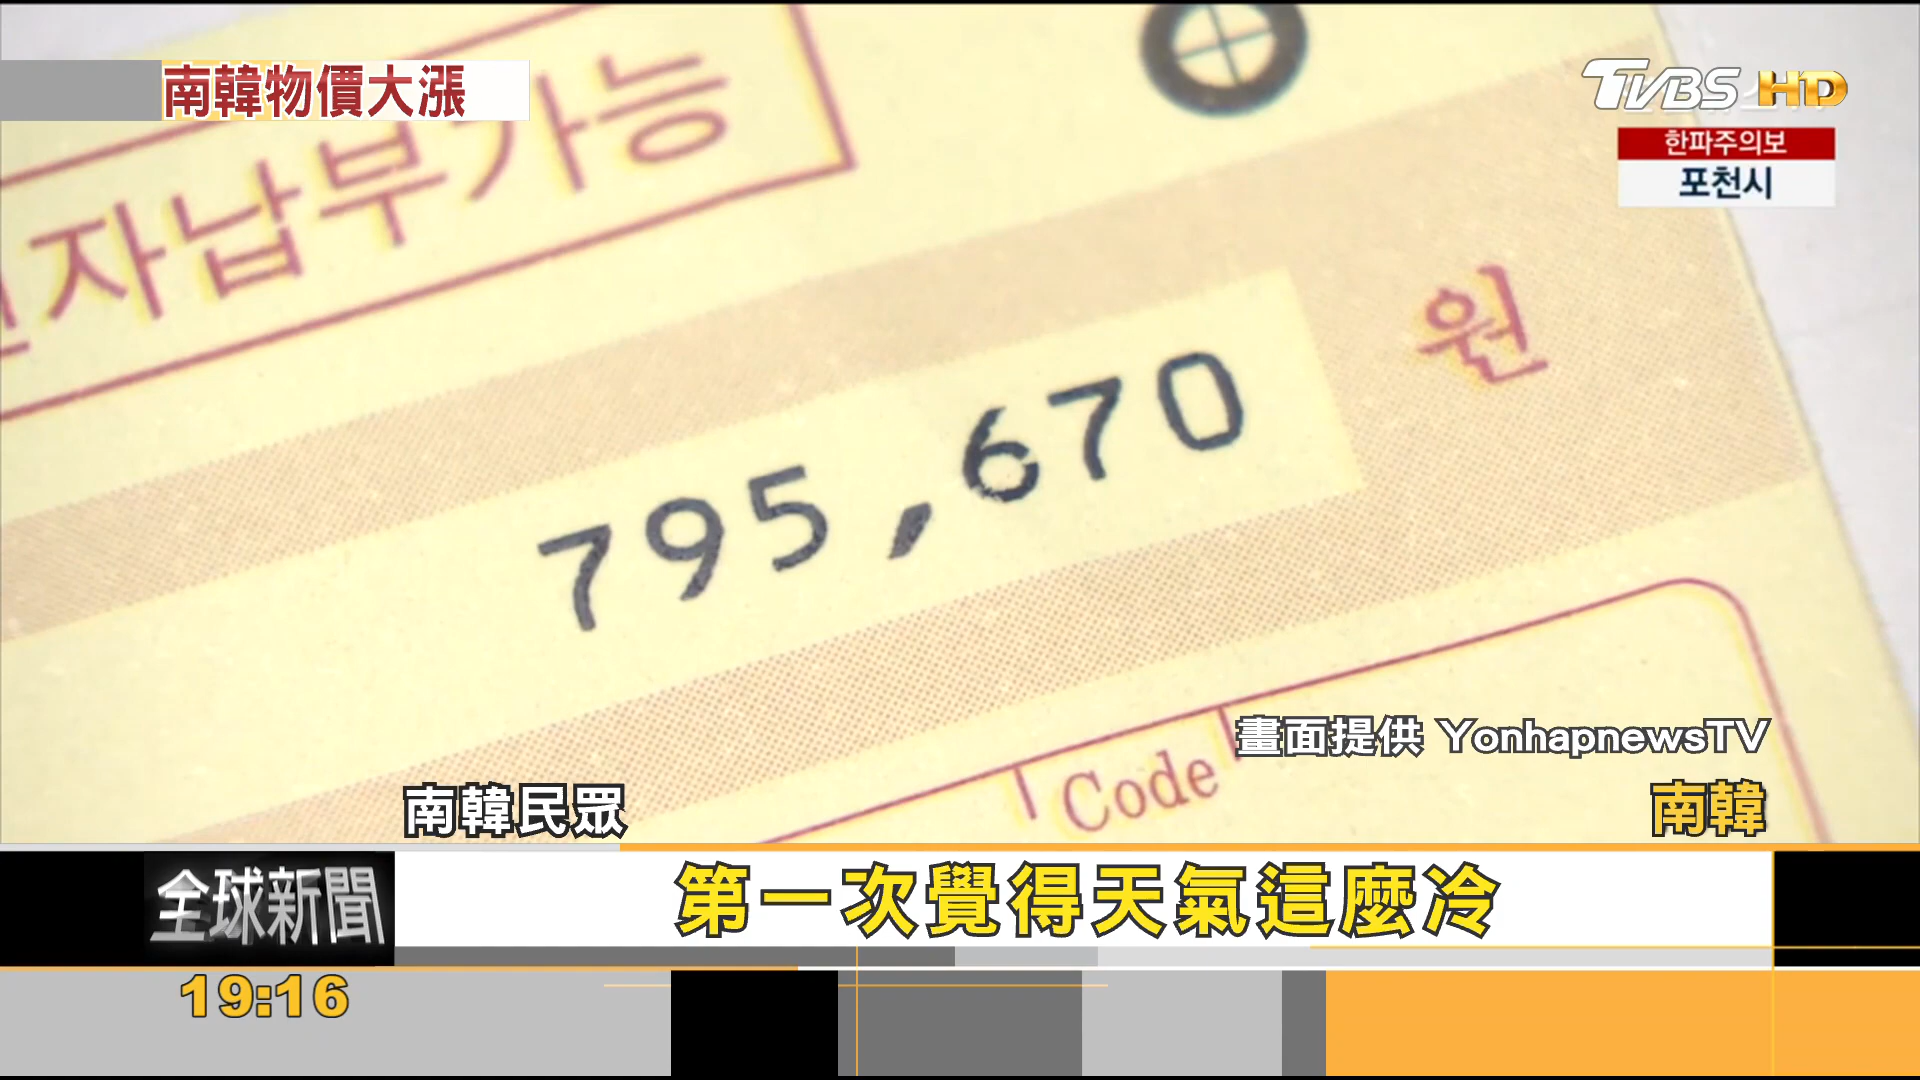 南韓物價大漲
TVBS HD
한파주의보
포천시
자납부가능
795,670 원
Code
畫面提供 YonhapnewsTV
南韓民眾
南韓
全球新聞
第一次覺得天氣這麼冷
19:16